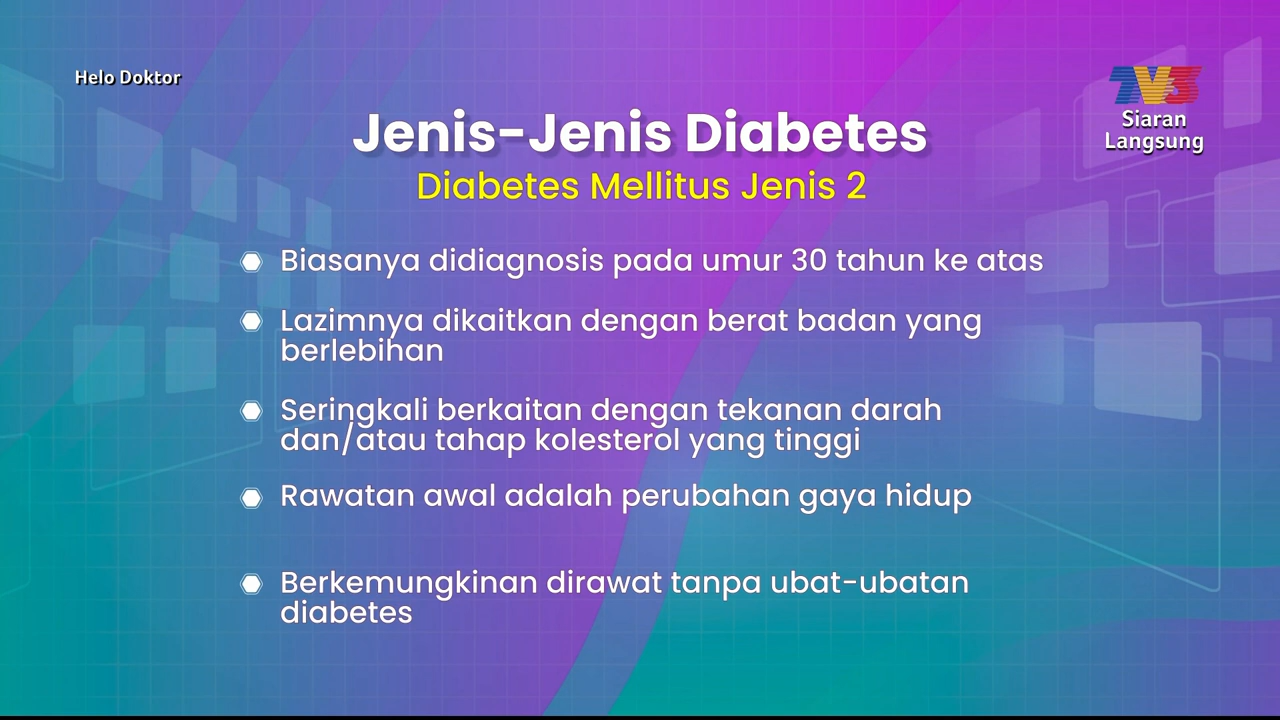 Helo Doktor
TV3
Siaran
Langsung
Jenis-Jenis Diabetes
Diabetes Mellitus Jenis 2
Biasanya didiagnosis pada umur 30 tahun ke atas
Lazimnya dikaitkan dengan berat badan yang
berlebihan
Seringkali berkaitan dengan tekanan darah
dan/atau tahap kolesterol yang tinggi
Rawatan awal adalah perubahan gaya hidup
Berkemungkinan dirawat tanpa ubat-ubatan
diabetes